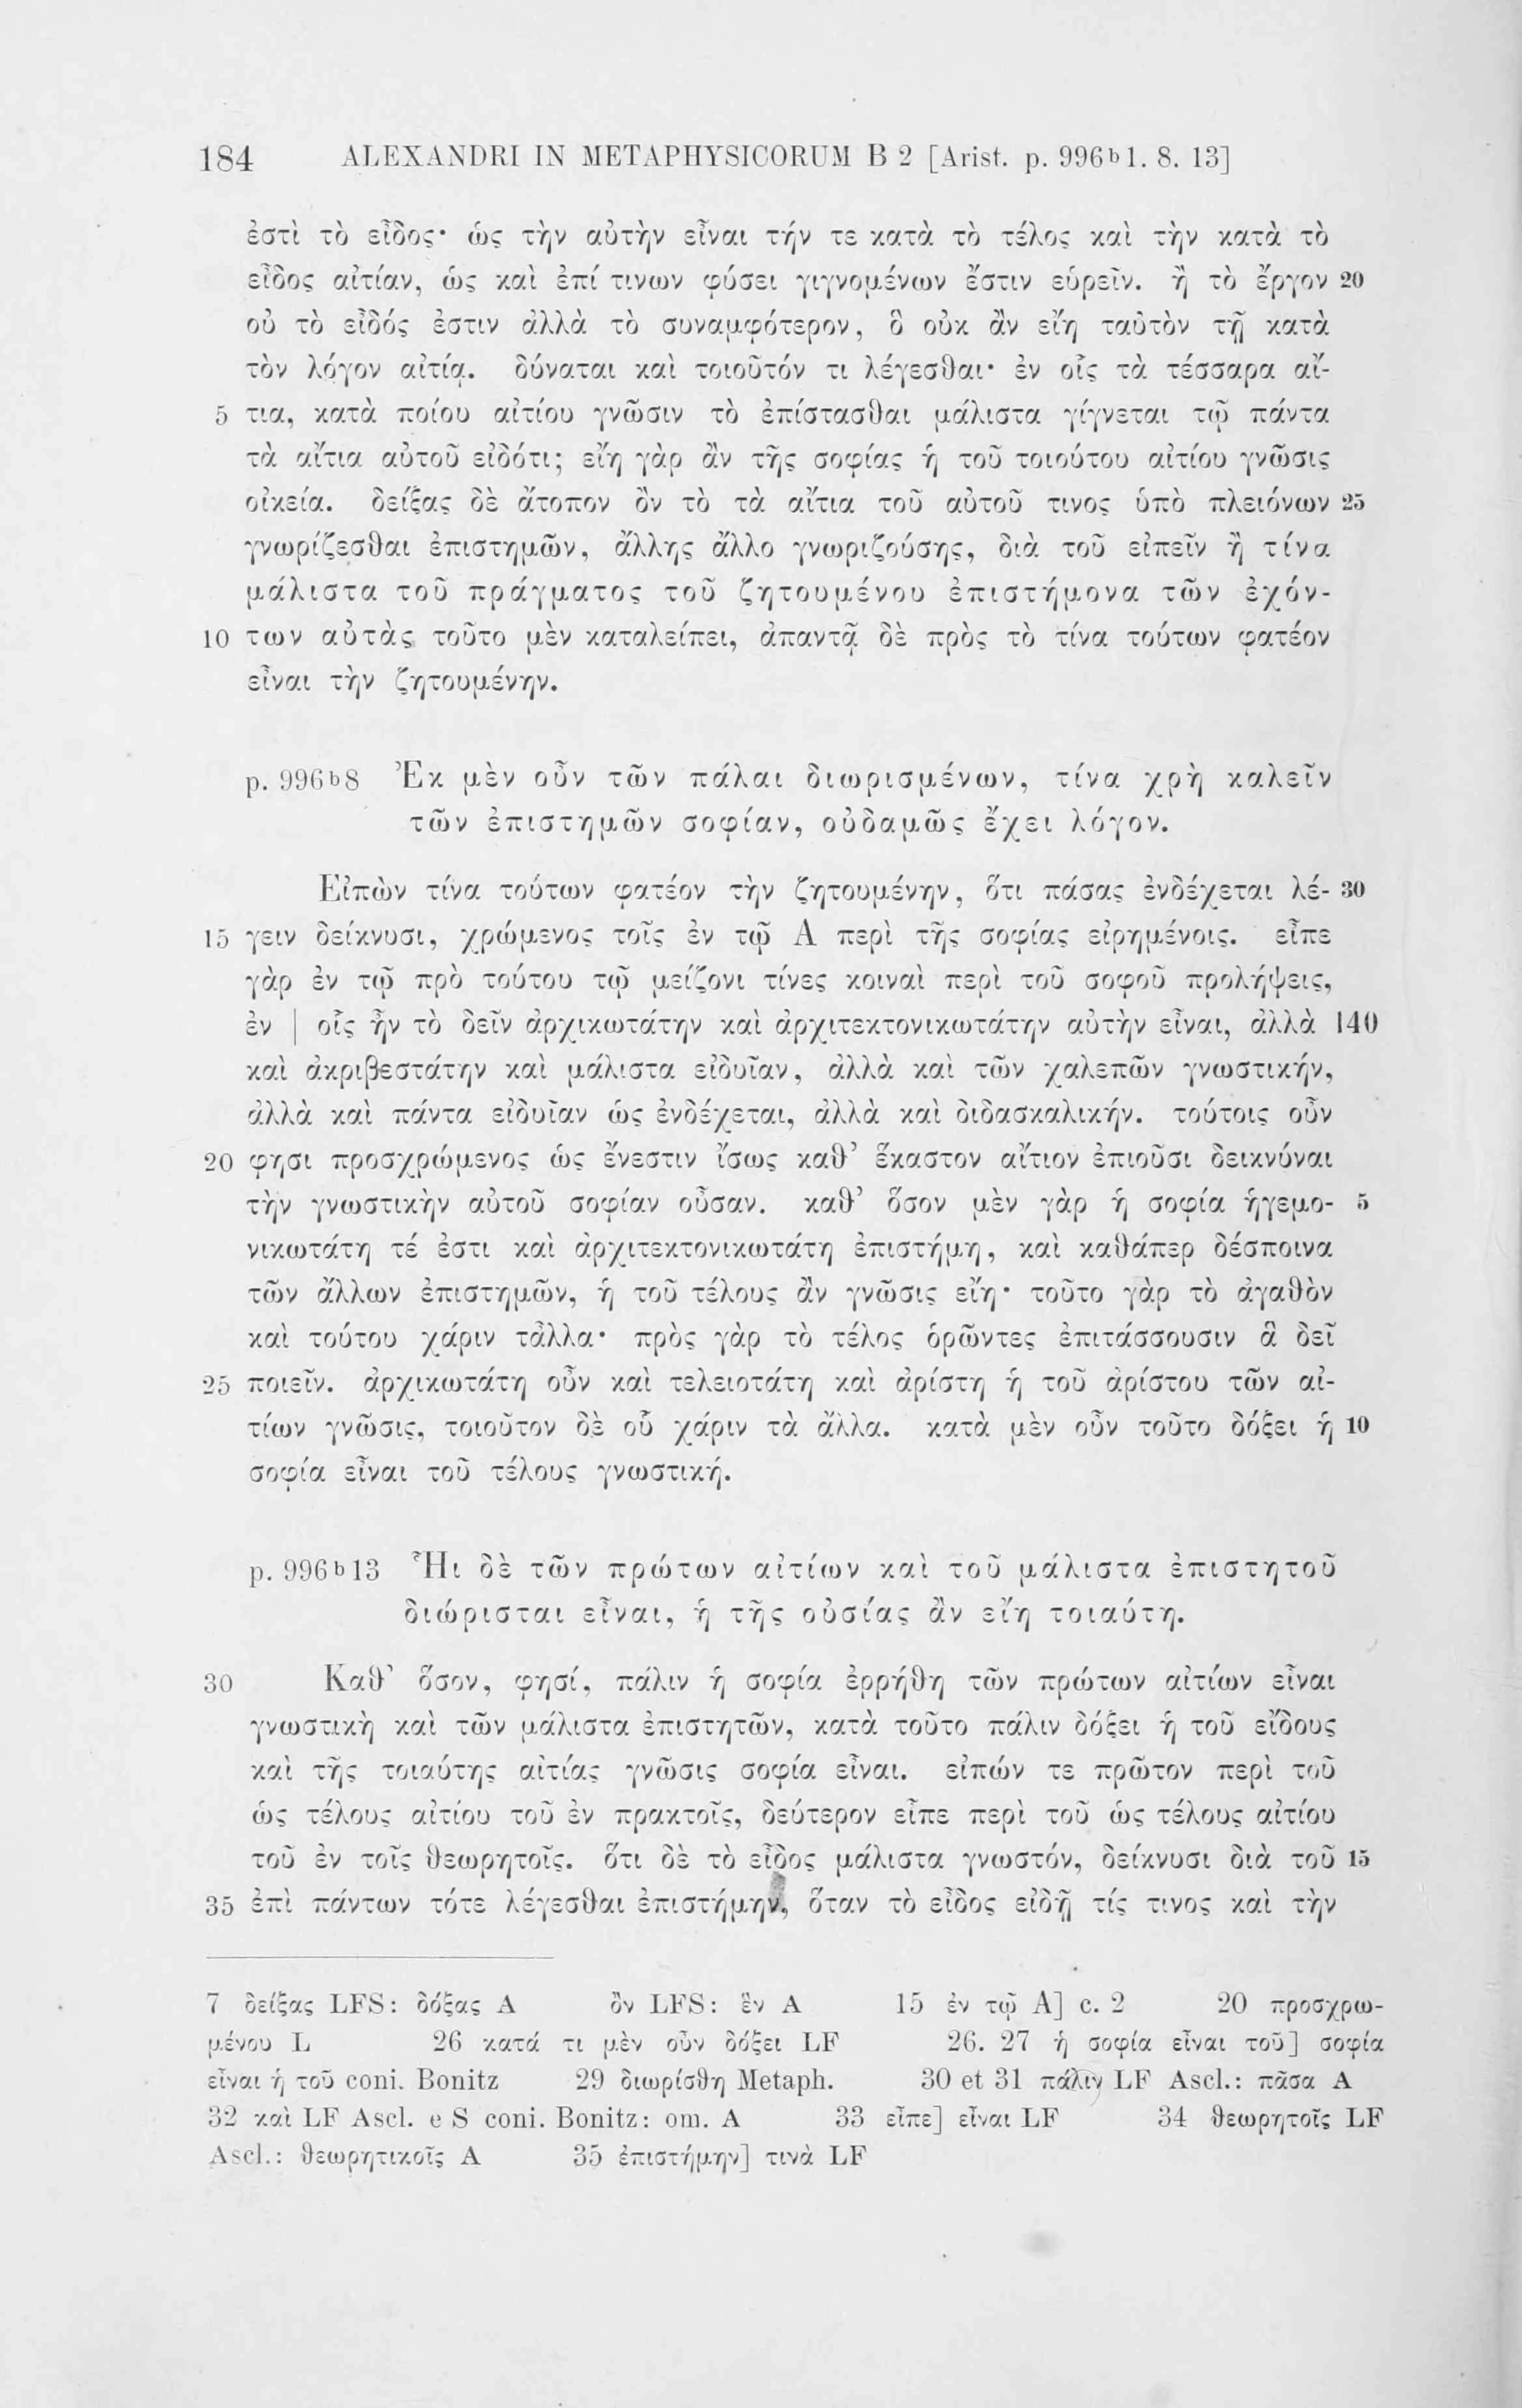 184 ALEXANDRI IN METAPHYSICORUM B 2 [Arist. p. 996ᵇ1. 8. 13]
ἐστὶ τὸ εἶδος· ὡς τὴν αὐτὴν εἶναι τήν τε κατὰ τὸ τέλος καὶ τὴν κατὰ τὸ
εἶδος αἰτίαν, ὡς καὶ ἐπί τινων φύσει γιγνομένων ἔστιν εὑρεῖν. ἢ τὸ ἔργον 20
οὐ τὸ εἶδός ἐστιν ἀλλὰ τὸ συναμφότερον, ὃ οὐκ ἂν εἴη ταὐτὸν τῇ κατὰ
τὸν λόγον αἰτίᾳ. δύναται καὶ τοιοῦτόν τι λέγεσθαι· ἐν οἷς τὰ τέσσαρα αἴ-
5 τια, κατὰ ποίου αἰτίου γνῶσιν τὸ ἐπίστασθαι μάλιστα γίγνεται τῷ πάντα
τὰ αἴτια αὐτοῦ εἰδότι; εἴη γὰρ ἂν τῆς σοφίας ἡ τοῦ τοιούτου αἰτίου γνῶσις
οἰκεία. δείξας δὲ ἄτοπον ὂν τὸ τὰ αἴτια τοῦ αὐτοῦ τινος ὑπὸ πλειόνων 25
γνωρίζεσθαι ἐπιστημῶν, ἄλλης ἄλλο γνωριζούσης, διὰ τοῦ εἰπεῖν ἢ τίνα
μάλιστα τοῦ πράγματος τοῦ ζητουμένου ἐπιστήμονα τῶν ἐχόν-
10 των αὐτὰς τοῦτο μὲν καταλείπει, ἀπαντᾷ δὲ πρὸς τὸ τίνα τούτων φατέον
εἶναι τὴν ζητουμένην.
p. 996ᵇ8 Ἐκ μὲν οὖν τῶν πάλαι διωρισμένων, τίνα χρὴ καλεῖν
τῶν ἐπιστημῶν σοφίαν, οὐδαμῶς ἔχει λόγον.
Εἰπὼν τίνα τούτων φατέον τὴν ζητουμένην, ὅτι πάσας ἐνδέχεται λέ- 30
15 γειν δείκνυσι, χρώμενος τοῖς ἐν τῷ Α περὶ τῆς σοφίας εἰρημένοις. εἶπε
γὰρ ἐν τῷ πρὸ τούτου τῷ μείζονι τίνες κοιναὶ περὶ τοῦ σοφοῦ προλήψεις,
ἐν | οἷς ἦν τὸ δεῖν ἀρχικωτάτην καὶ ἀρχιτεκτονικωτάτην αὐτὴν εἶναι, ἀλλὰ 140
καὶ ἀκριβεστάτην καὶ μάλιστα εἰδυῖαν, ἀλλὰ καὶ τῶν χαλεπῶν γνωστικήν,
ἀλλὰ καὶ πάντα εἰδυῖαν ὡς ἐνδέχεται, ἀλλὰ καὶ διδασκαλικήν. τούτοις οὖν
20 φησι προσχρώμενος ὡς ἔνεστιν ἴσως καθ' ἕκαστον αἴτιον ἐπιοῦσι δεικνύναι
τὴν γνωστικὴν αὐτοῦ σοφίαν οὖσαν. καθ' ὅσον μὲν γὰρ ἡ σοφία ἡγεμο- 5
νικωτάτη τέ ἐστι καὶ ἀρχιτεκτονικωτάτη ἐπιστήμη, καὶ καθάπερ δέσποινα
τῶν ἄλλων ἐπιστημῶν, ἡ τοῦ τέλους ἂν γνῶσις εἴη· τοῦτο γὰρ τὸ ἀγαθὸν
καὶ τούτου χάριν τἆλλα· πρὸς γὰρ τὸ τέλος ὁρῶντες ἐπιτάσσουσιν ἃ δεῖ
25 ποιεῖν. ἀρχικωτάτη οὖν καὶ τελειοτάτη καὶ ἀρίστη ἡ τοῦ ἀρίστου τῶν αἰ-
τίων γνῶσις, τοιοῦτον δὲ οὗ χάριν τὰ ἄλλα. κατὰ μὲν οὖν τοῦτο δόξει ἡ 10
σοφία εἶναι τοῦ τέλους γνωστική.
p. 996ᵇ13 Ἧι δὲ τῶν πρώτων αἰτίων καὶ τοῦ μάλιστα ἐπιστητοῦ
διώρισται εἶναι, ἡ τῆς οὐσίας ἂν εἴη τοιαύτη.
30 Καθ' ὅσον, φησί, πάλιν ἡ σοφία ἐρρήθη τῶν πρώτων αἰτίων εἶναι
γνωστικὴ καὶ τῶν μάλιστα ἐπιστητῶν, κατὰ τοῦτο πάλιν δόξει ἡ τοῦ εἴδους
καὶ τῆς τοιαύτης αἰτίας γνῶσις σοφία εἶναι. εἰπών τε πρῶτον περὶ τοῦ
ὡς τέλους αἰτίου τοῦ ἐν πρακτοῖς, δεύτερον εἶπε περὶ τοῦ ὡς τέλους αἰτίου
τοῦ ἐν τοῖς θεωρητοῖς. ὅτι δὲ τὸ εἶδος μάλιστα γνωστόν, δείκνυσι διὰ τοῦ 15
35 ἐπὶ πάντων τότε λέγεσθαι ἐπιστήμην, ὅταν τὸ εἶδος εἰδῇ τίς τινος καὶ τὴν
7 δείξας LFS: δόξας A ὂν LFS: ἓν A 15 ἐν τῷ Α] c. 2 20 προσχρω-
μένου L 26 κατά τι μὲν οὖν δόξει LF 26. 27 ἡ σοφία εἶναι τοῦ] σοφία
εἶναι ἡ τοῦ coni. Bonitz 29 διωρίσθη Metaph. 30 et 31 πάλιν LF Ascl.: πᾶσα A
32 καὶ LF Ascl. e S coni. Bonitz: om. A 33 εἶπε] εἶναι LF 34 θεωρητοῖς LF
Ascl.: θεωρητικοῖς A 35 ἐπιστήμην] τινὰ LF